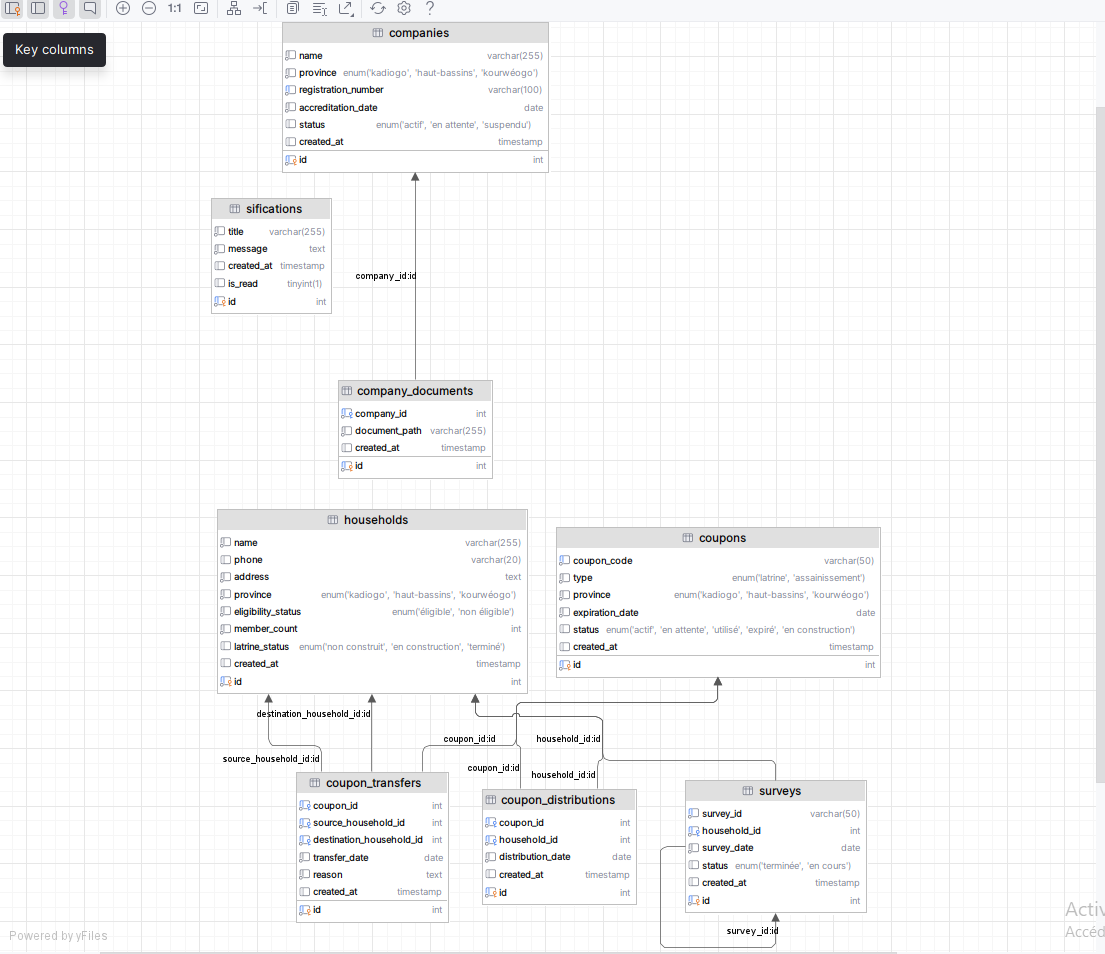 1:1
Key columns
companies
name varchar(255)
province enum('kadiogo', 'haut-bassins', 'kourwéogo')
registration_number varchar(100)
accreditation_date date
status enum('actif', 'en attente', 'suspendu')
created_at timestamp
id int
sifications
title varchar(255)
message text
created_at timestamp
is_read tinyint(1)
id int
company_id:id
company_documents
company_id int
document_path varchar(255)
created_at timestamp
id int
households
name varchar(255)
phone varchar(20)
address text
province enum('kadiogo', 'haut-bassins', 'kourwéogo')
eligibility_status enum('éligible', 'non éligible')
member_count int
latrine_status enum('non construit', 'en construction', 'terminé')
created_at timestamp
id int
coupons
coupon_code varchar(50)
type enum('latrine', 'assainissement')
province enum('kadiogo', 'haut-bassins', 'kourwéogo')
expiration_date date
status enum('actif', 'en attente', 'utilisé', 'expiré', 'en construction')
created_at timestamp
id int
destination_household_id:id
source_household_id:id
coupon_id:id
household_id:id
coupon_id:id
household_id:id
coupon_transfers
coupon_id int
source_household_id int
destination_household_id int
transfer_date date
reason text
created_at timestamp
id int
coupon_distributions
coupon_id int
household_id int
distribution_date date
created_at timestamp
id int
surveys
survey_id varchar(50)
household_id int
survey_date date
status enum('terminée', 'en cours')
created_at timestamp
id int
survey_id:id
Powered by yFiles
Activ
Accéd